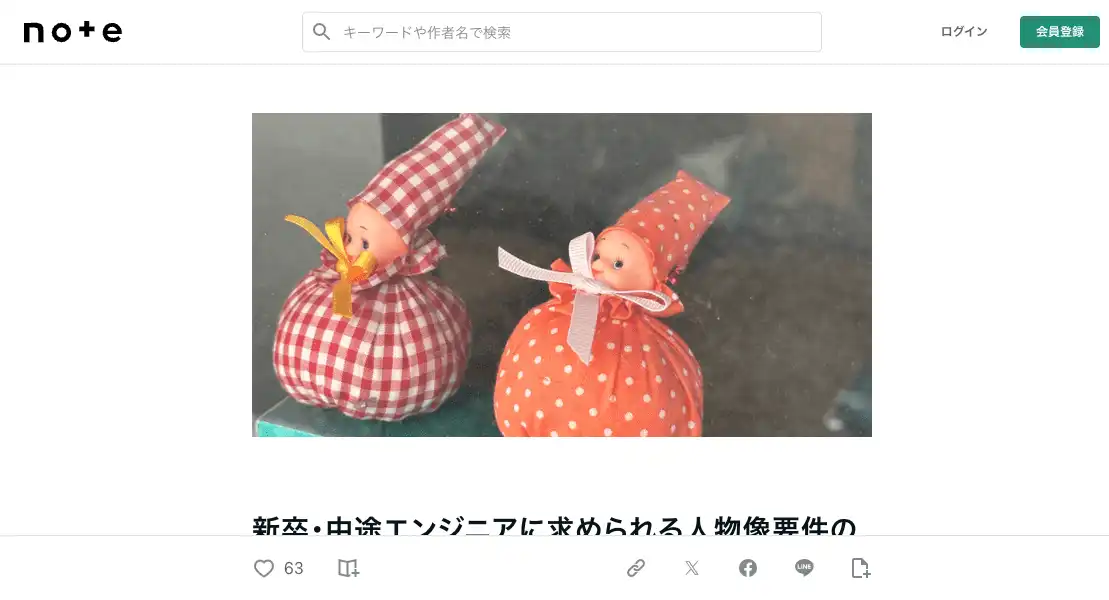 note
キーワードや作者名で検索
ログイン
会員登録
新卒・中途エンジニアに求められる人物像要件の
63
LINE